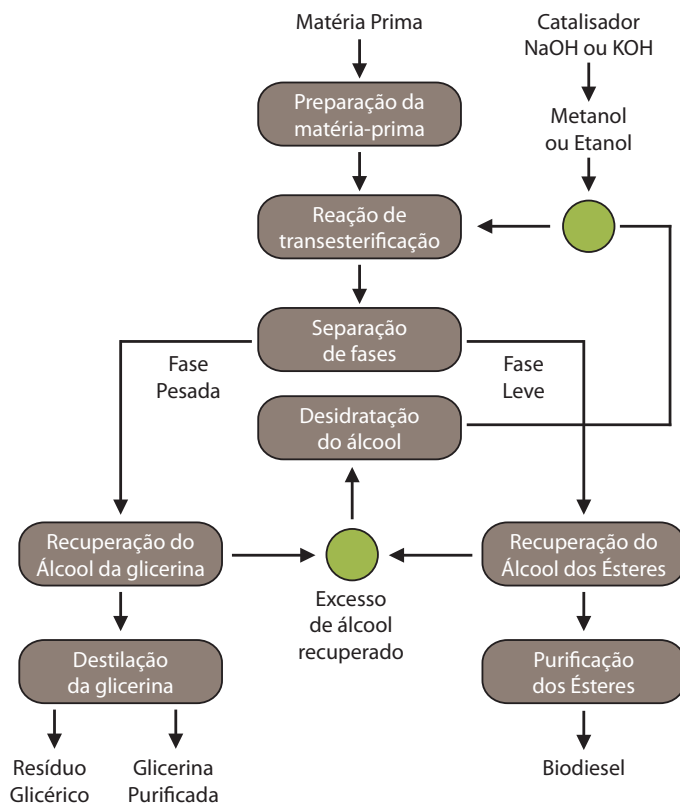 Matéria Prima
Catalisador
NaOH ou KOH
Preparação da
matéria-prima
Metanol
ou Etanol
Reação de
transesterificação
Separação
de fases
Fase
Pesada
Fase
Leve
Desidratação
do álcool
Recuperação do
Álcool da glicerina
Recuperação do
Álcool dos Ésteres
Excesso
de álcool
recuperado
Destilação
da glicerina
Purificação
dos Ésteres
Resíduo
Glicérico
Glicerina
Purificada
Biodiesel